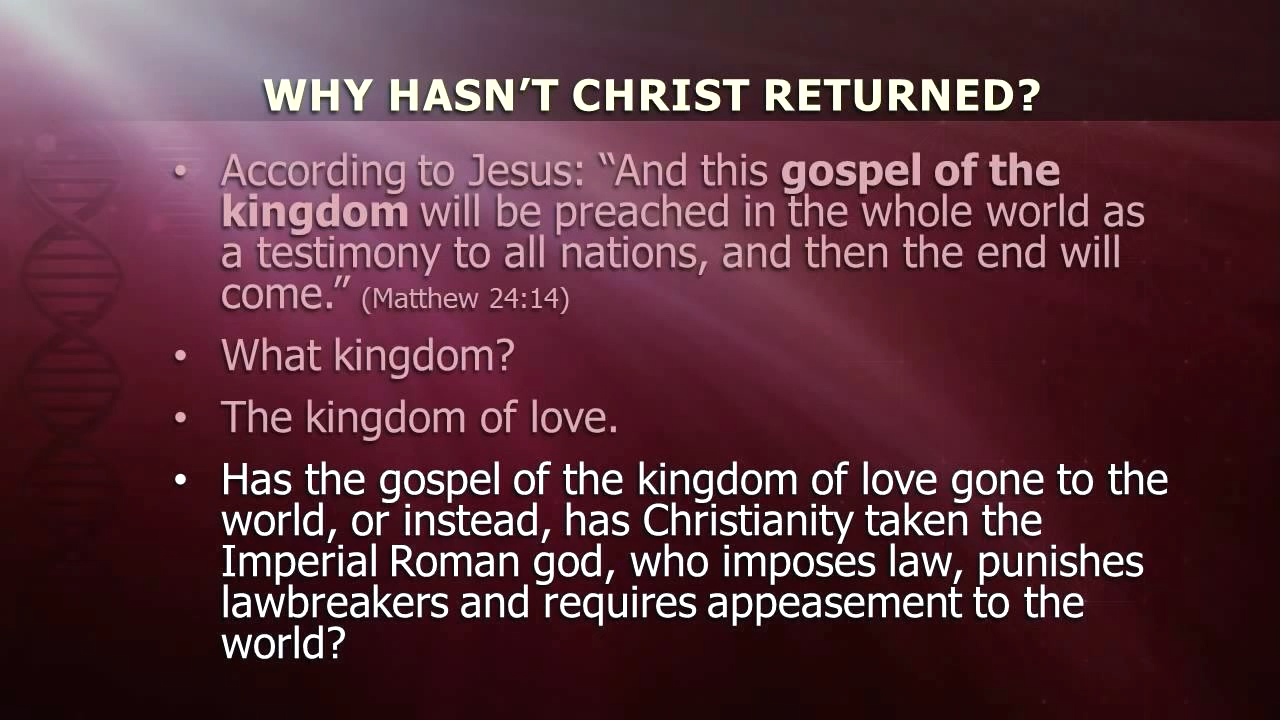 WHY HASN’T CHRIST RETURNED?
• According to Jesus: “And this gospel of the
kingdom will be preached in the whole world as
a testimony to all nations, and then the end will
come.” (Matthew 24:14)
• What kingdom?
• The kingdom of love.
• Has the gospel of the kingdom of love gone to the
world, or instead, has Christianity taken the
Imperial Roman god, who imposes law, punishes
lawbreakers and requires appeasement to the
world?